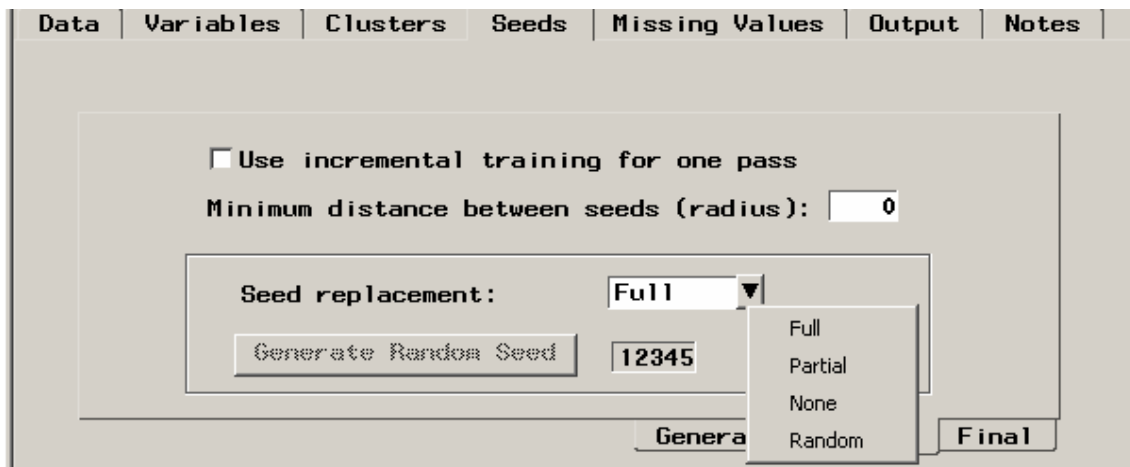 Data Variables Clusters Seeds Missing Values Output Notes
Use incremental training for one pass
Minimum distance between seeds (radius): 0
Seed replacement: Full
Full
Generate Random Seed 12345
Partial
None
Genera Random Final